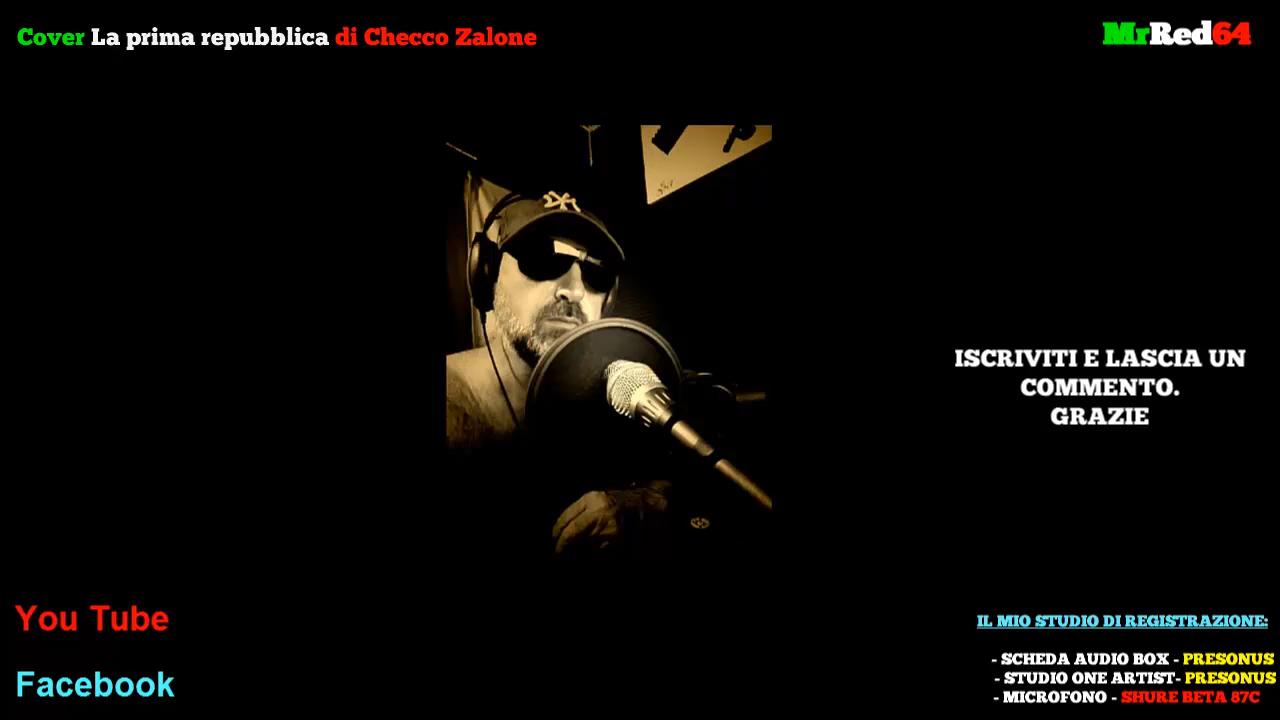 Cover La prima repubblica di Checco Zalone
MrRed64
ISCRIVITI E LASCIA UN
COMMENTO.
GRAZIE
You Tube
Facebook
IL MIO STUDIO DI REGISTRAZIONE:
- SCHEDA AUDIO BOX - PRESONUS
- STUDIO ONE ARTIST- PRESONUS
- MICROFONO - SHURE BETA 87C